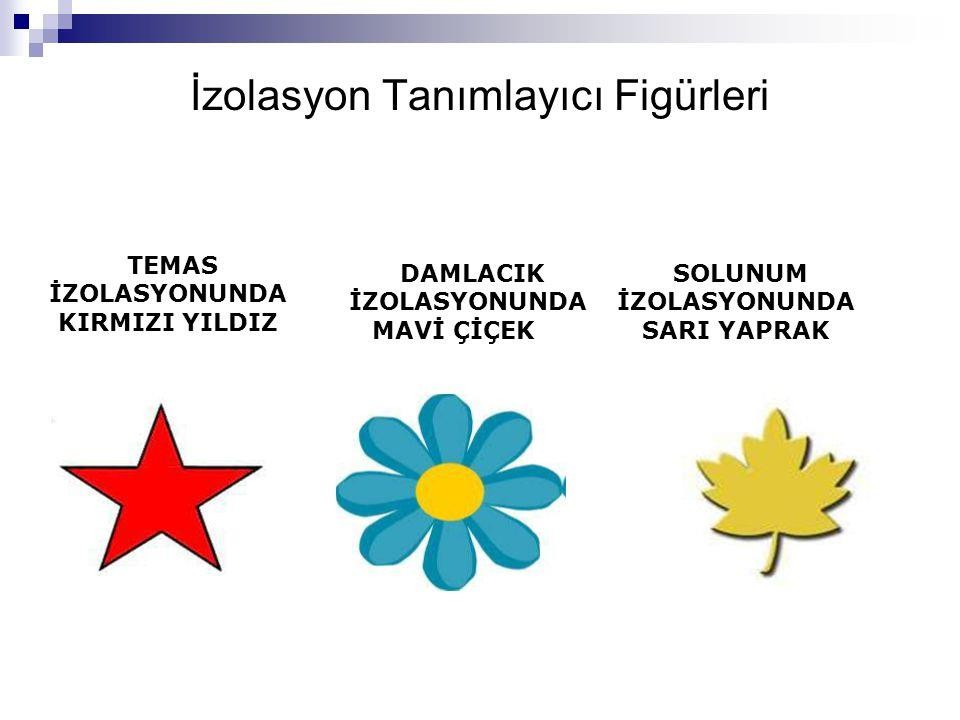 İzolasyon Tanımlayıcı Figürleri
TEMAS
İZOLASYONUNDA
KIRMIZI YILDIZ
DAMLACIK
İZOLASYONUNDA
MAVİ ÇİÇEK
SOLUNUM
İZOLASYONUNDA
SARI YAPRAK